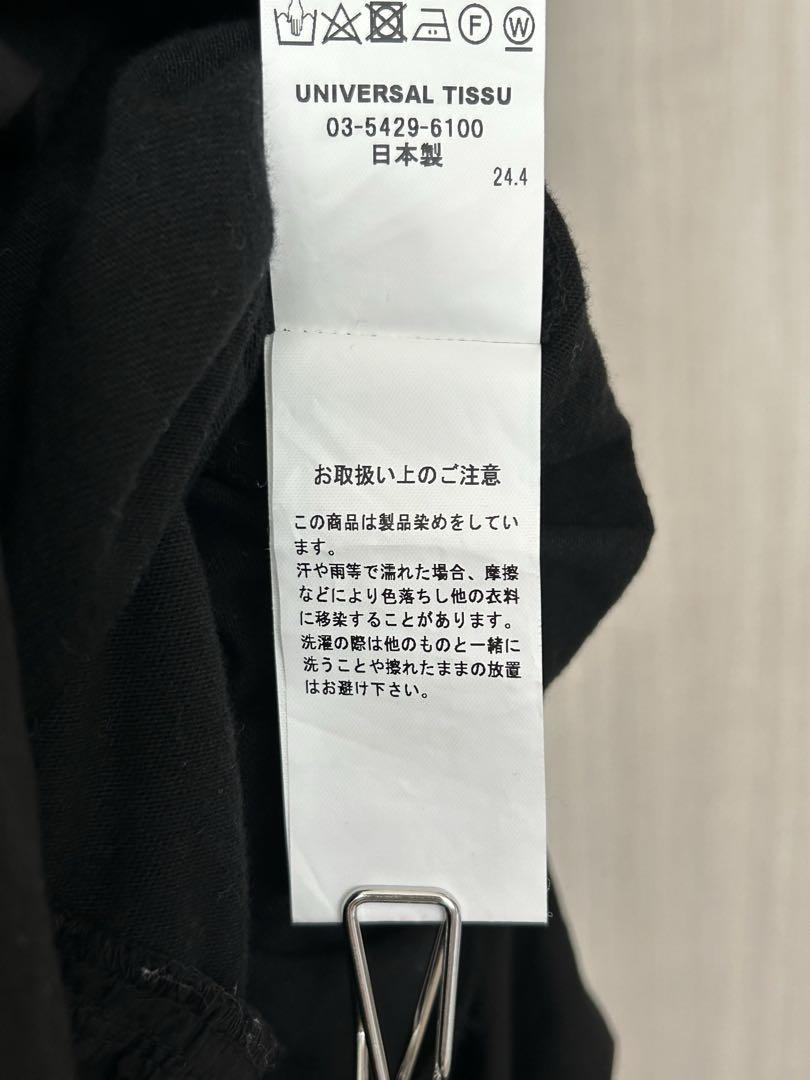 F W
UNIVERSAL TISSU
03-5429-6100
日本製
24.4
お取扱い上のご注意
この商品は製品染めをしてい
ます。
汗や雨等で濡れた場合、摩擦
などにより色落ちし他の衣料
に移染することがあります。
洗濯の際は他のものと一緒に
洗うことや擦れたままの放置
はお避け下さい。